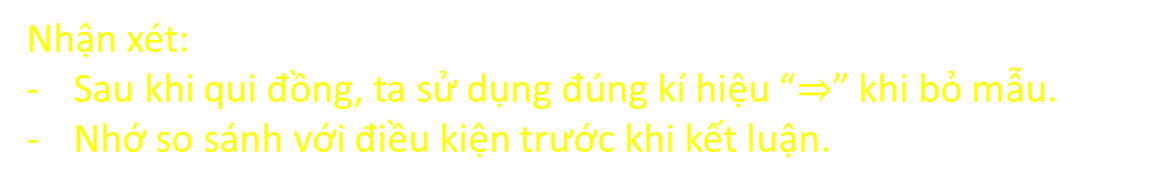 Nhận xét:
- Sau khi qui đồng, ta sử dụng đúng kí hiệu “⇒” khi bỏ mẫu.
- Nhớ so sánh với điều kiện trước khi kết luận.